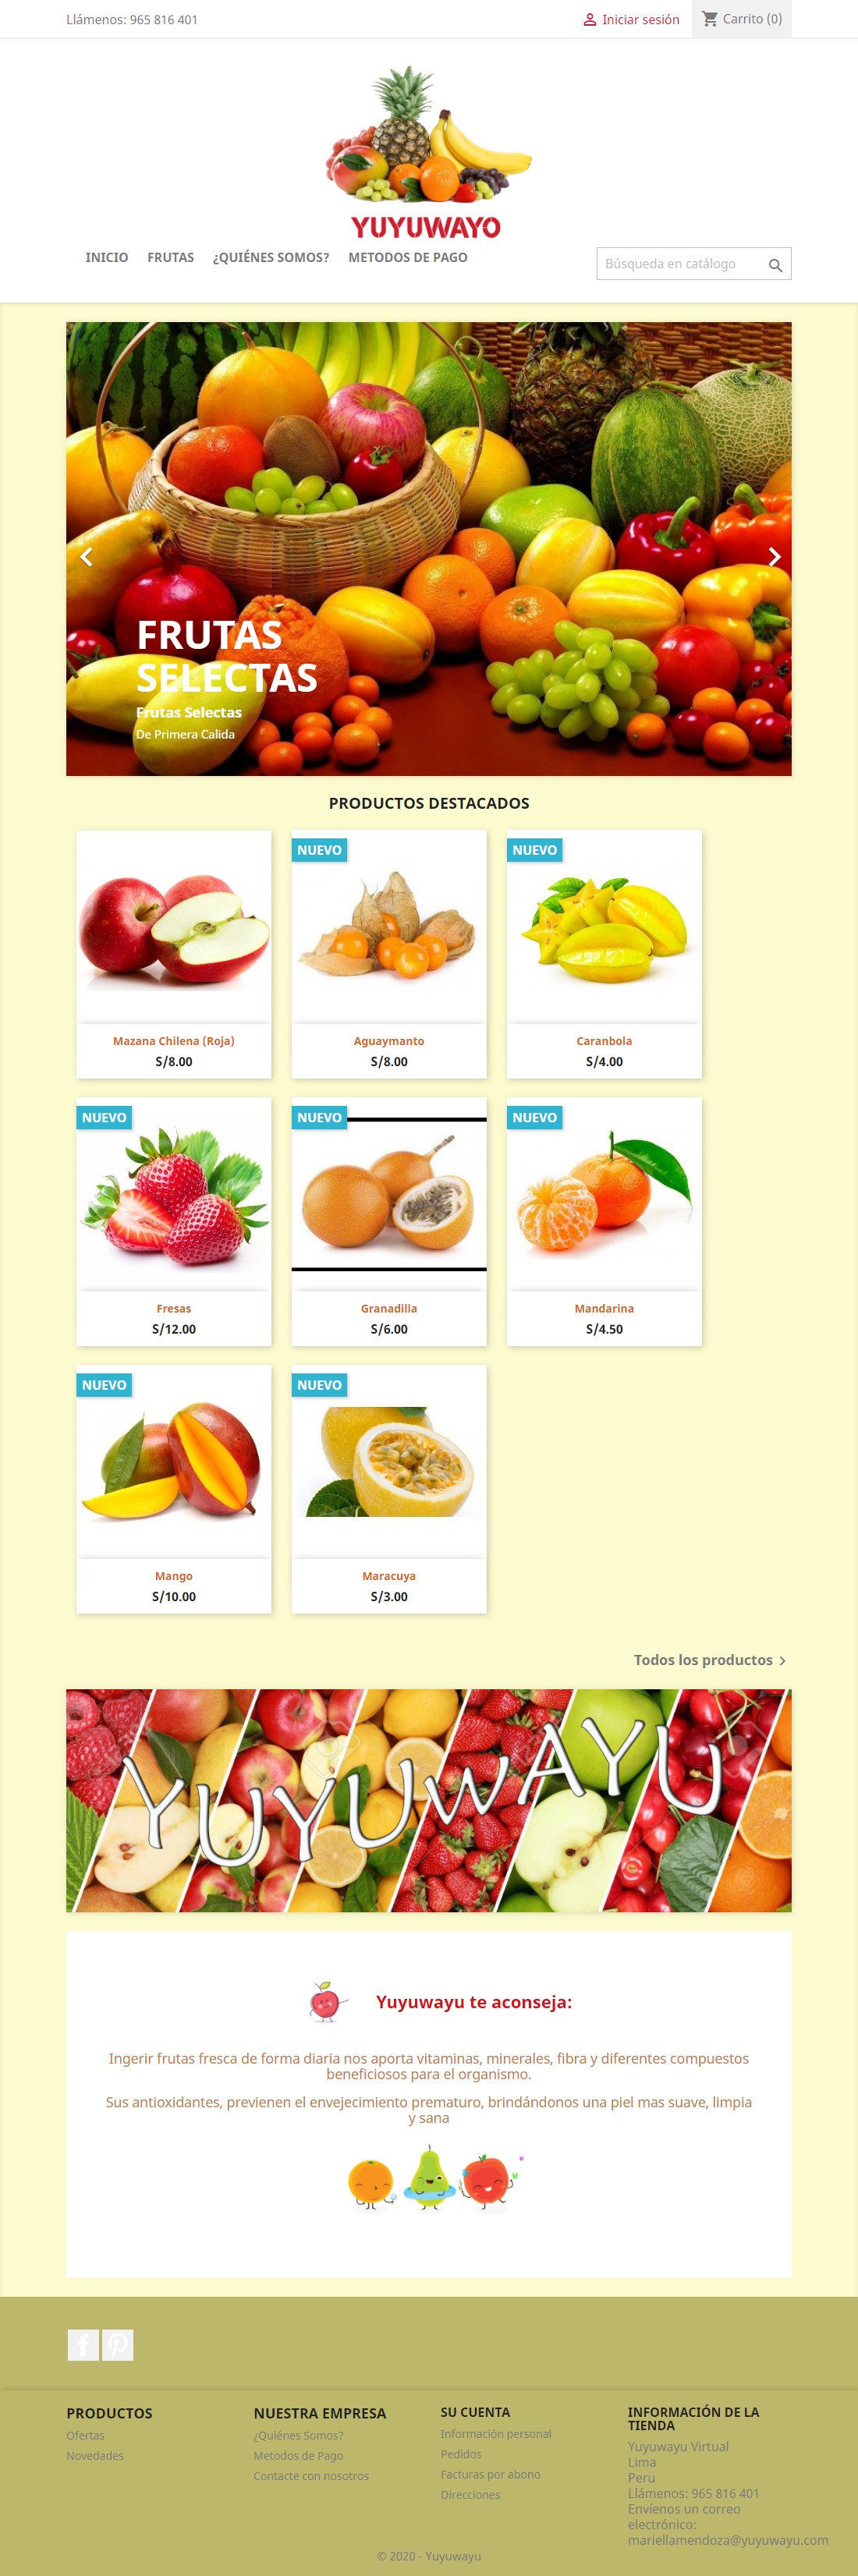 Llámenos: 965 816 401
Iniciar sesión
Carrito (0)
YUYUWAYO
INICIO FRUTAS ¿QUIÉNES SOMOS? METODOS DE PAGO
Búsqueda en catálogo
FRUTAS
SELECTAS
Frutas Selectas
De Primera Calida
PRODUCTOS DESTACADOS
Mazana Chilena (Roja)
S/8.00
NUEVO
Aguaymanto
S/8.00
NUEVO
Caranbola
S/4.00
NUEVO
Fresas
S/12.00
NUEVO
Granadilla
S/6.00
NUEVO
Mandarina
S/4.50
NUEVO
Mango
S/10.00
NUEVO
Maracuya
S/3.00
Todos los productos
YUYUWAYU
Yuyuwayu te aconseja:
Ingerir frutas fresca de forma diaria nos aporta vitaminas, minerales, fibra y diferentes compuestos
beneficiosos para el organismo.
Sus antioxidantes, previenen el envejecimiento prematuro, brindándonos una piel mas suave, limpia
y sana
PRODUCTOS
Ofertas
Novedades
NUESTRA EMPRESA
¿Quiénes Somos?
Metodos de Pago
Contacte con nosotros
SU CUENTA
Información personal
Pedidos
Facturas por abono
Direcciones
INFORMACIÓN DE LA
TIENDA
Yuyuwayu Virtual
Lima
Peru
Llámenos: 965 816 401
Envíenos un correo
electrónico:
mariellamendoza@yuyuwayu.com
© 2020 - Yuyuwayu